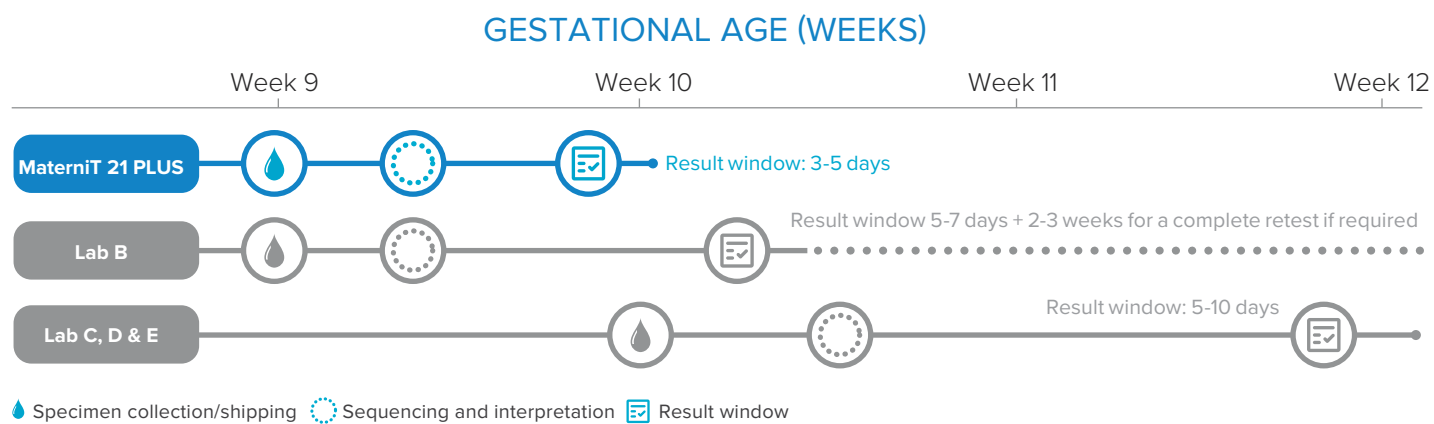 GESTATIONAL AGE (WEEKS)
Week 9 Week 10 Week 11 Week 12
MaterniT 21 PLUS Result window: 3-5 days
Result window 5-7 days + 2-3 weeks for a complete retest if required
Lab B
Result window: 5-10 days
Lab C, D & E
Specimen collection/shipping Sequencing and interpretation Result window